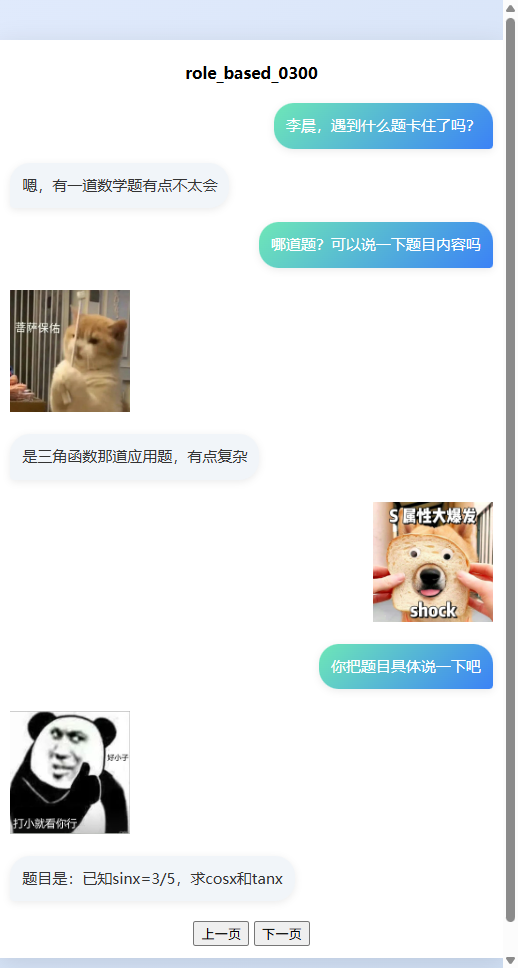 role_based_0300
李晨，遇到什么题卡住了吗？
嗯，有一道数学题有点不太会
哪道题？可以说一下题目内容吗
菩萨保佑
是三角函数那道应用题，有点复杂
S 属性大爆发
shock
你把题目具体说一下吧
好小子
打小就看你行
题目是：已知sinx=3/5，求cosx和tanx
上一页 下一页